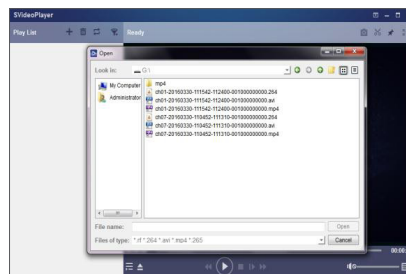 SVideoPlayer
Play List
Ready
Open
Look in:
G:\
My Computer
Administrator
mp4
ch01-20160330-111542-112400-001000000000.264
ch01-20160330-111542-112400-001000000000.avi
ch01-20160330-111542-112400-001000000000.mp4
ch07-20160330-110452-111310-001000000000.264
ch07-20160330-110452-111310-001000000000.avi
ch07-20160330-110452-111310-001000000000.mp4
File name:
Open
Files of type: *.rf *.264 *.avi *.mp4 *.265
Cancel
00:00